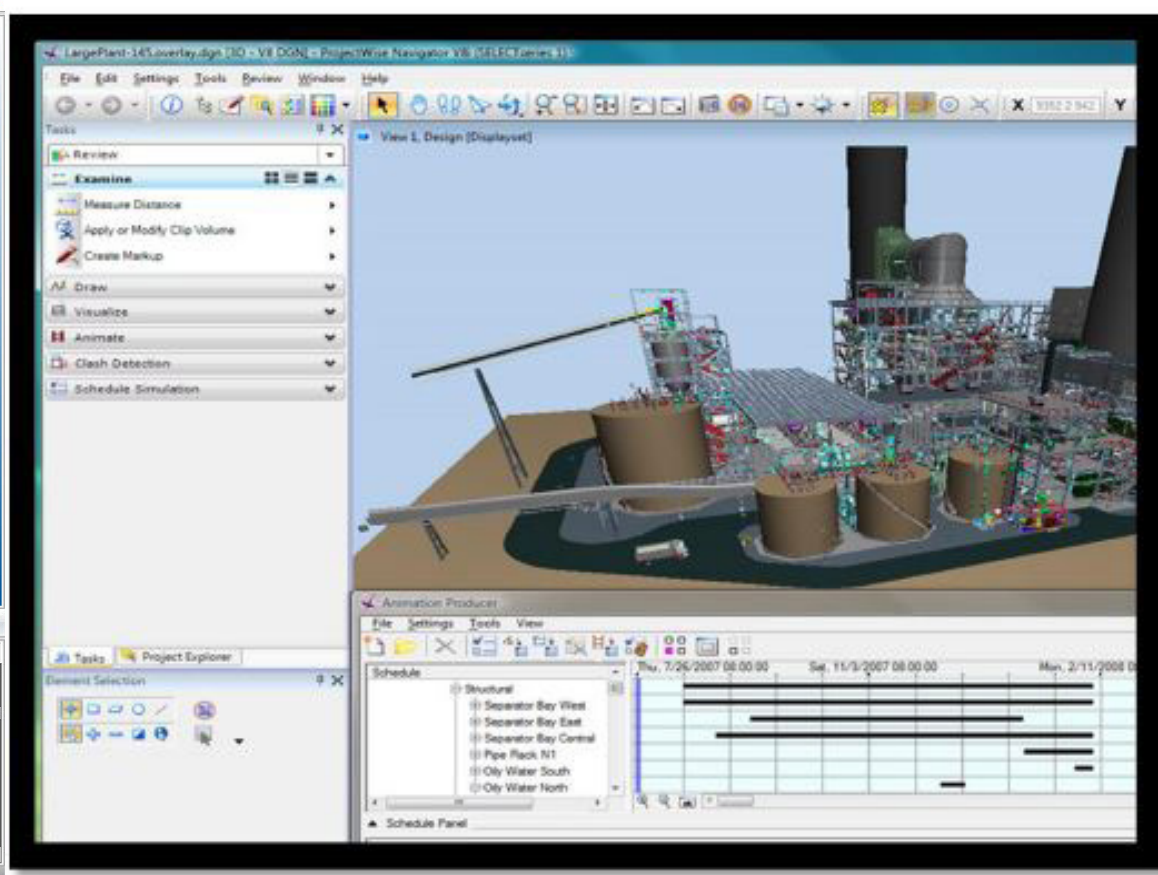 LargePlant-145.overlay.dgn [3D - V8 DGN] - ProjectWise Navigator V8i (SELECTseries 1)
File Edit Settings Tools Review Window Help
X Y
Tasks
View 1, Design [Displayset]
Review
Examine
Measure Distance
Apply or Modify Clip Volume
Create Markup
Draw
Visualize
Animate
Clash Detection
Schedule Simulation
Tasks Project Explorer
Element Selection
Animation Producer
File Settings Tools View
Schedule
Thu, 7/26/2007 08:00:00 Sat, 11/3/2007 08:00:00 Mon, 2/11/2008
Structural
Separator Bay West
Separator Bay East
Separator Bay Central
Pipe Rack N1
Oily Water South
Oily Water North
Schedule Panel